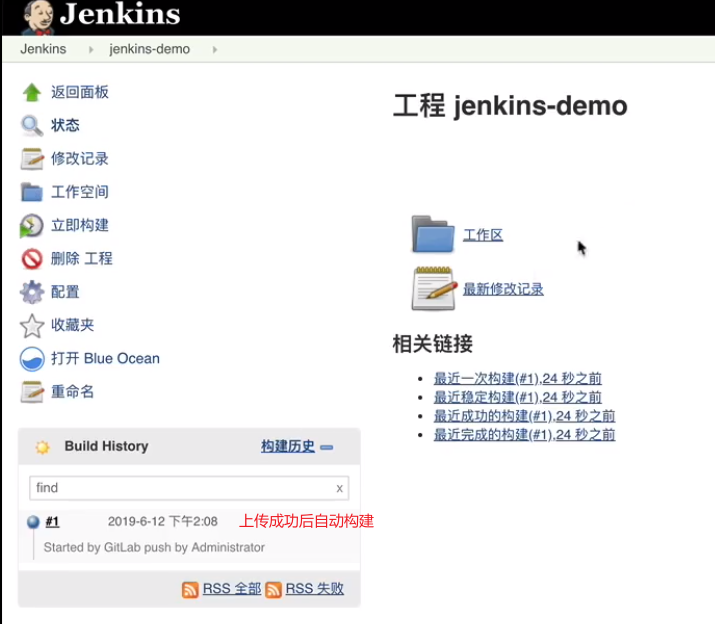 Jenkins
Jenkins jenkins-demo
返回面板
状态
修改记录
工作空间
立即构建
删除 工程
配置
收藏夹
打开 Blue Ocean
重命名
Build History 构建历史
find x
#1 2019-6-12 下午2:08 上传成功后自动构建
Started by GitLab push by Administrator
RSS 全部 RSS 失败
工程 jenkins-demo
工作区
最新修改记录
相关链接
最近一次构建(#1),24 秒之前
最近稳定构建(#1),24 秒之前
最近成功的构建(#1),24 秒之前
最近完成的构建(#1),24 秒之前